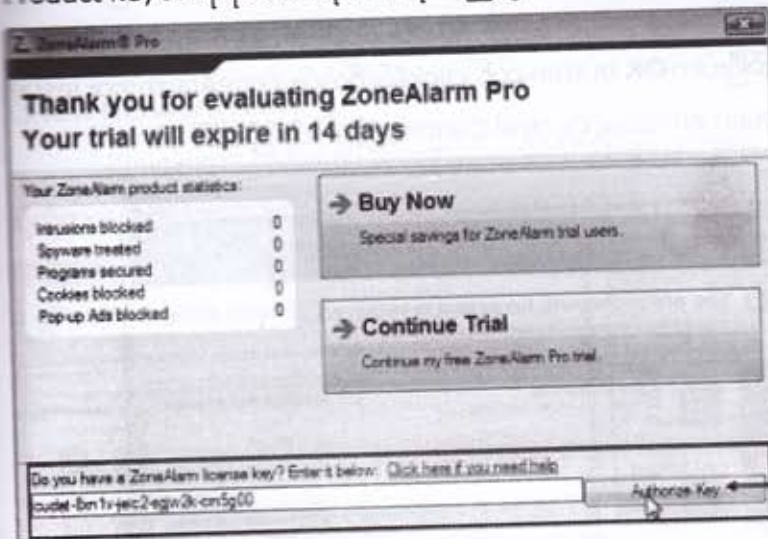 Z ZoneAlarm® Pro
Thank you for evaluating ZoneAlarm Pro
Your trial will expire in 14 days
Your ZoneAlarm product statistics:
Intrusions blocked 0
Spyware treated 0
Programs secured 0
Cookies blocked 0
Pop-up Ads blocked 0
Buy Now
Special savings for ZoneAlarm trial users.
Continue Trial
Continue my free ZoneAlarm Pro trial.
Do you have a ZoneAlarm license key? Enter it below: Click here if you need help
Authorize Key